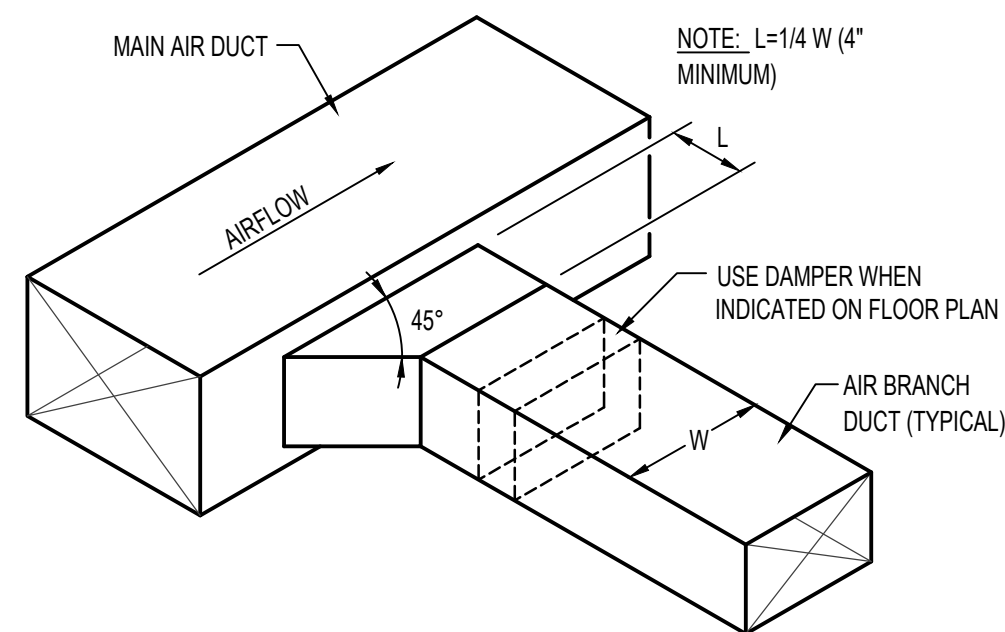 MAIN AIR DUCT
NOTE: L=1/4 W (4"
MINIMUM)
L
AIRFLOW
45°
USE DAMPER WHEN
INDICATED ON FLOOR PLAN
AIR BRANCH
DUCT (TYPICAL)
W